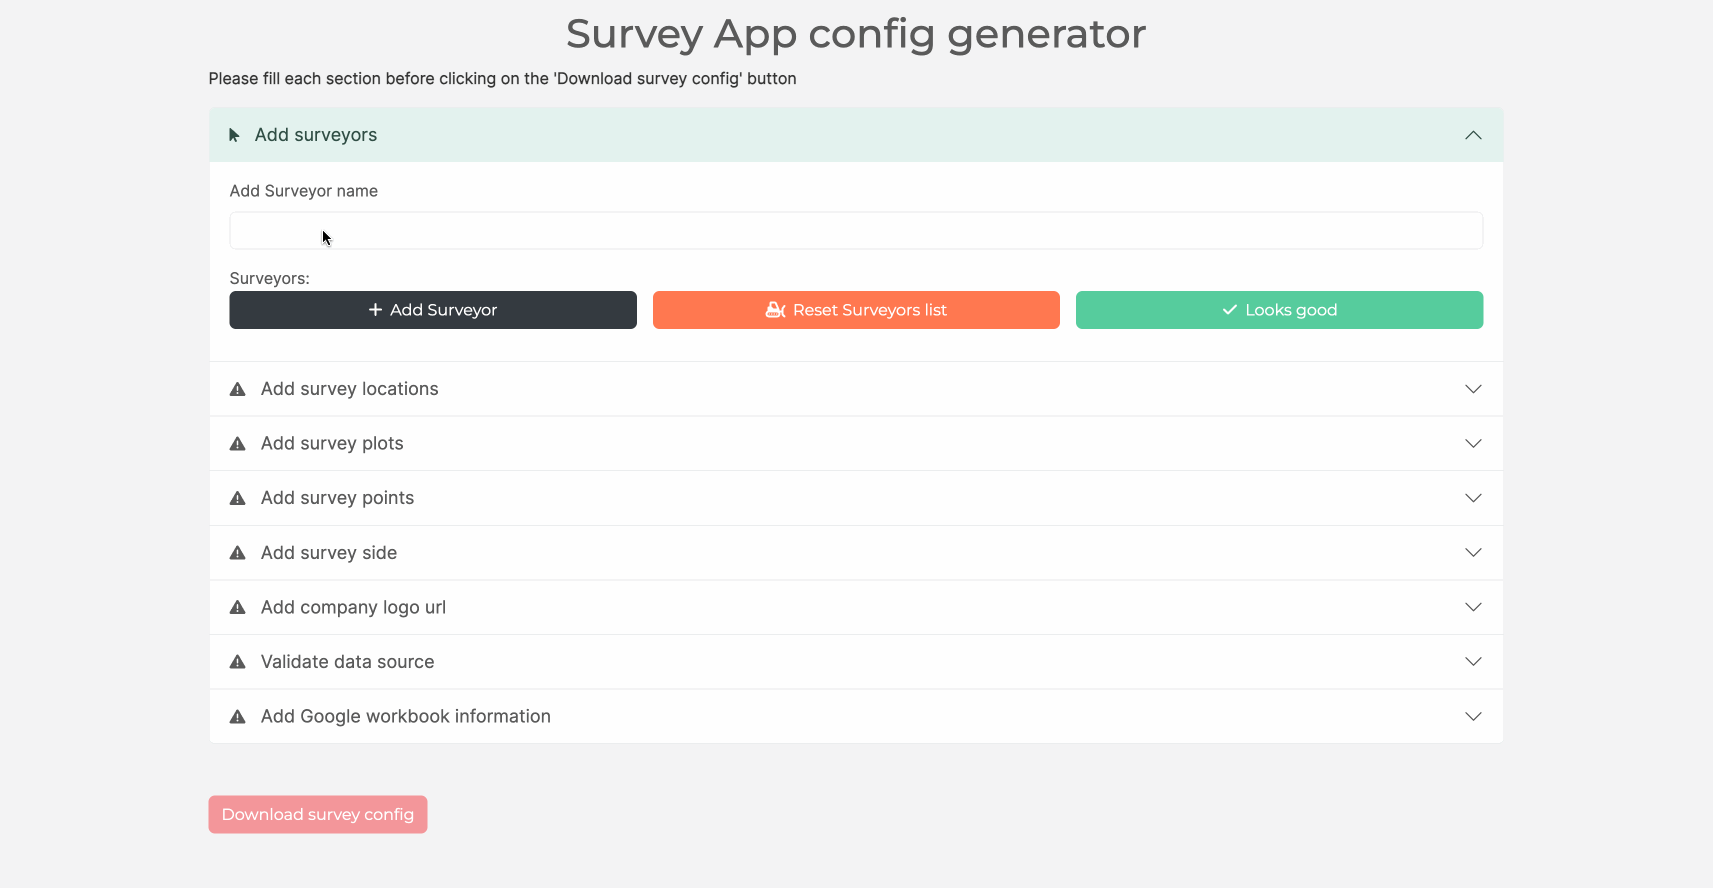 Survey App config generator
Please fill each section before clicking on the 'Download survey config' button
Add surveyors
Add Surveyor name
Surveyors:
Add Surveyor
Reset Surveyors list
Looks good
Add survey locations
Add survey plots
Add survey points
Add survey side
Add company logo url
Validate data source
Add Google workbook information
Download survey config